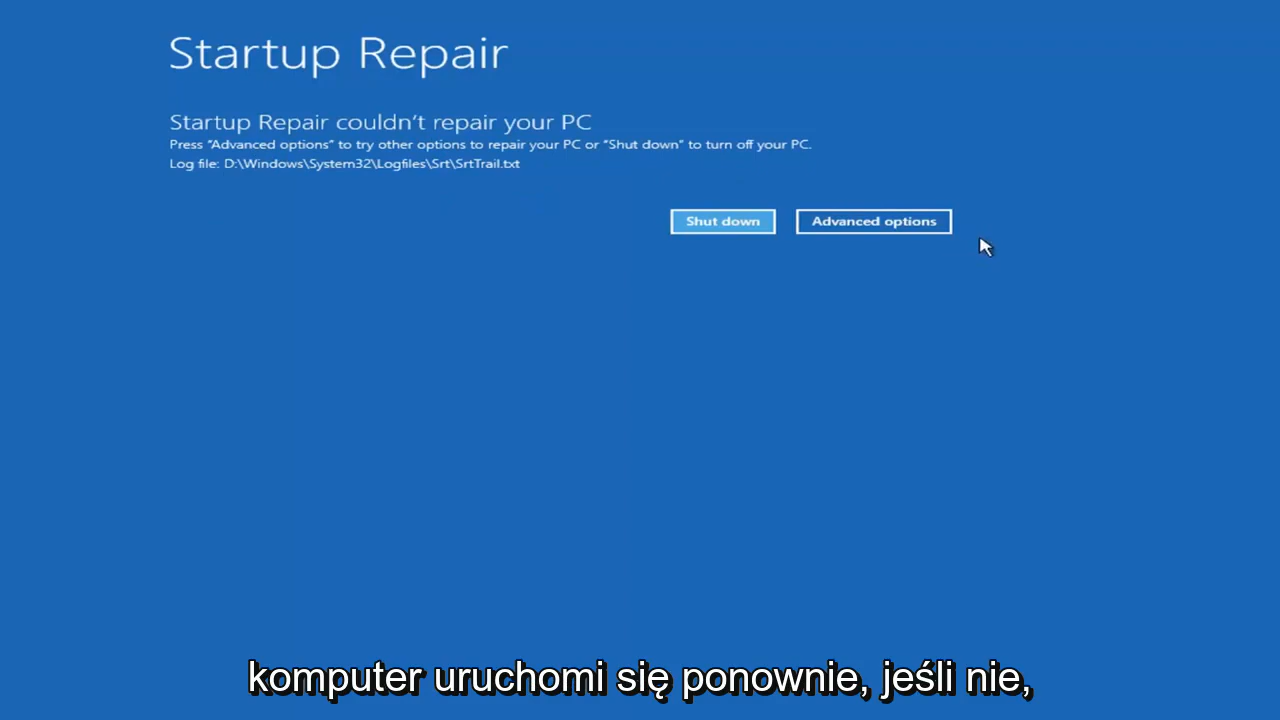 Startup Repair
Startup Repair couldn't repair your PC
Press "Advanced options" to try other options to repair your PC or "Shut down" to turn off your PC.
Log file: D:\Windows\System32\Logfiles\Srt\SrtTrail.txt
Shut down Advanced options
komputer uruchomi się ponownie, jeśli nie,